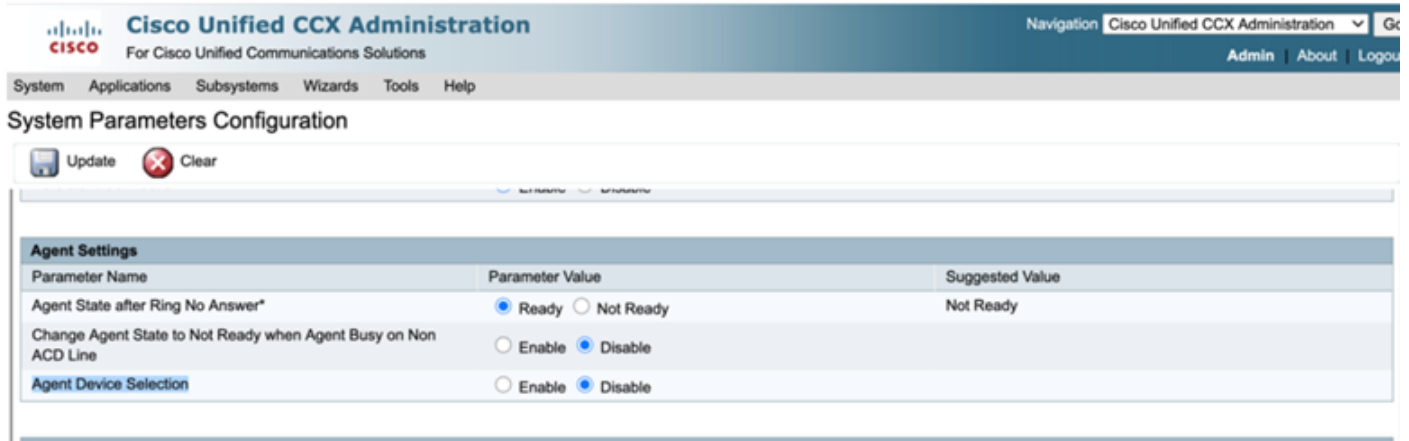 Cisco Unified CCX Administration
Navigation Cisco Unified CCX Administration
CISCO
For Cisco Unified Communications Solutions
Admin | About | Logou
System Applications Subsystems Wizards Tools Help
System Parameters Configuration
Update Clear
Agent Settings
Parameter Name Parameter Value Suggested Value
Agent State after Ring No Answer* Ready Not Ready Not Ready
Change Agent State to Not Ready when Agent Busy on Non
ACD Line Enable Disable
Agent Device Selection Enable Disable